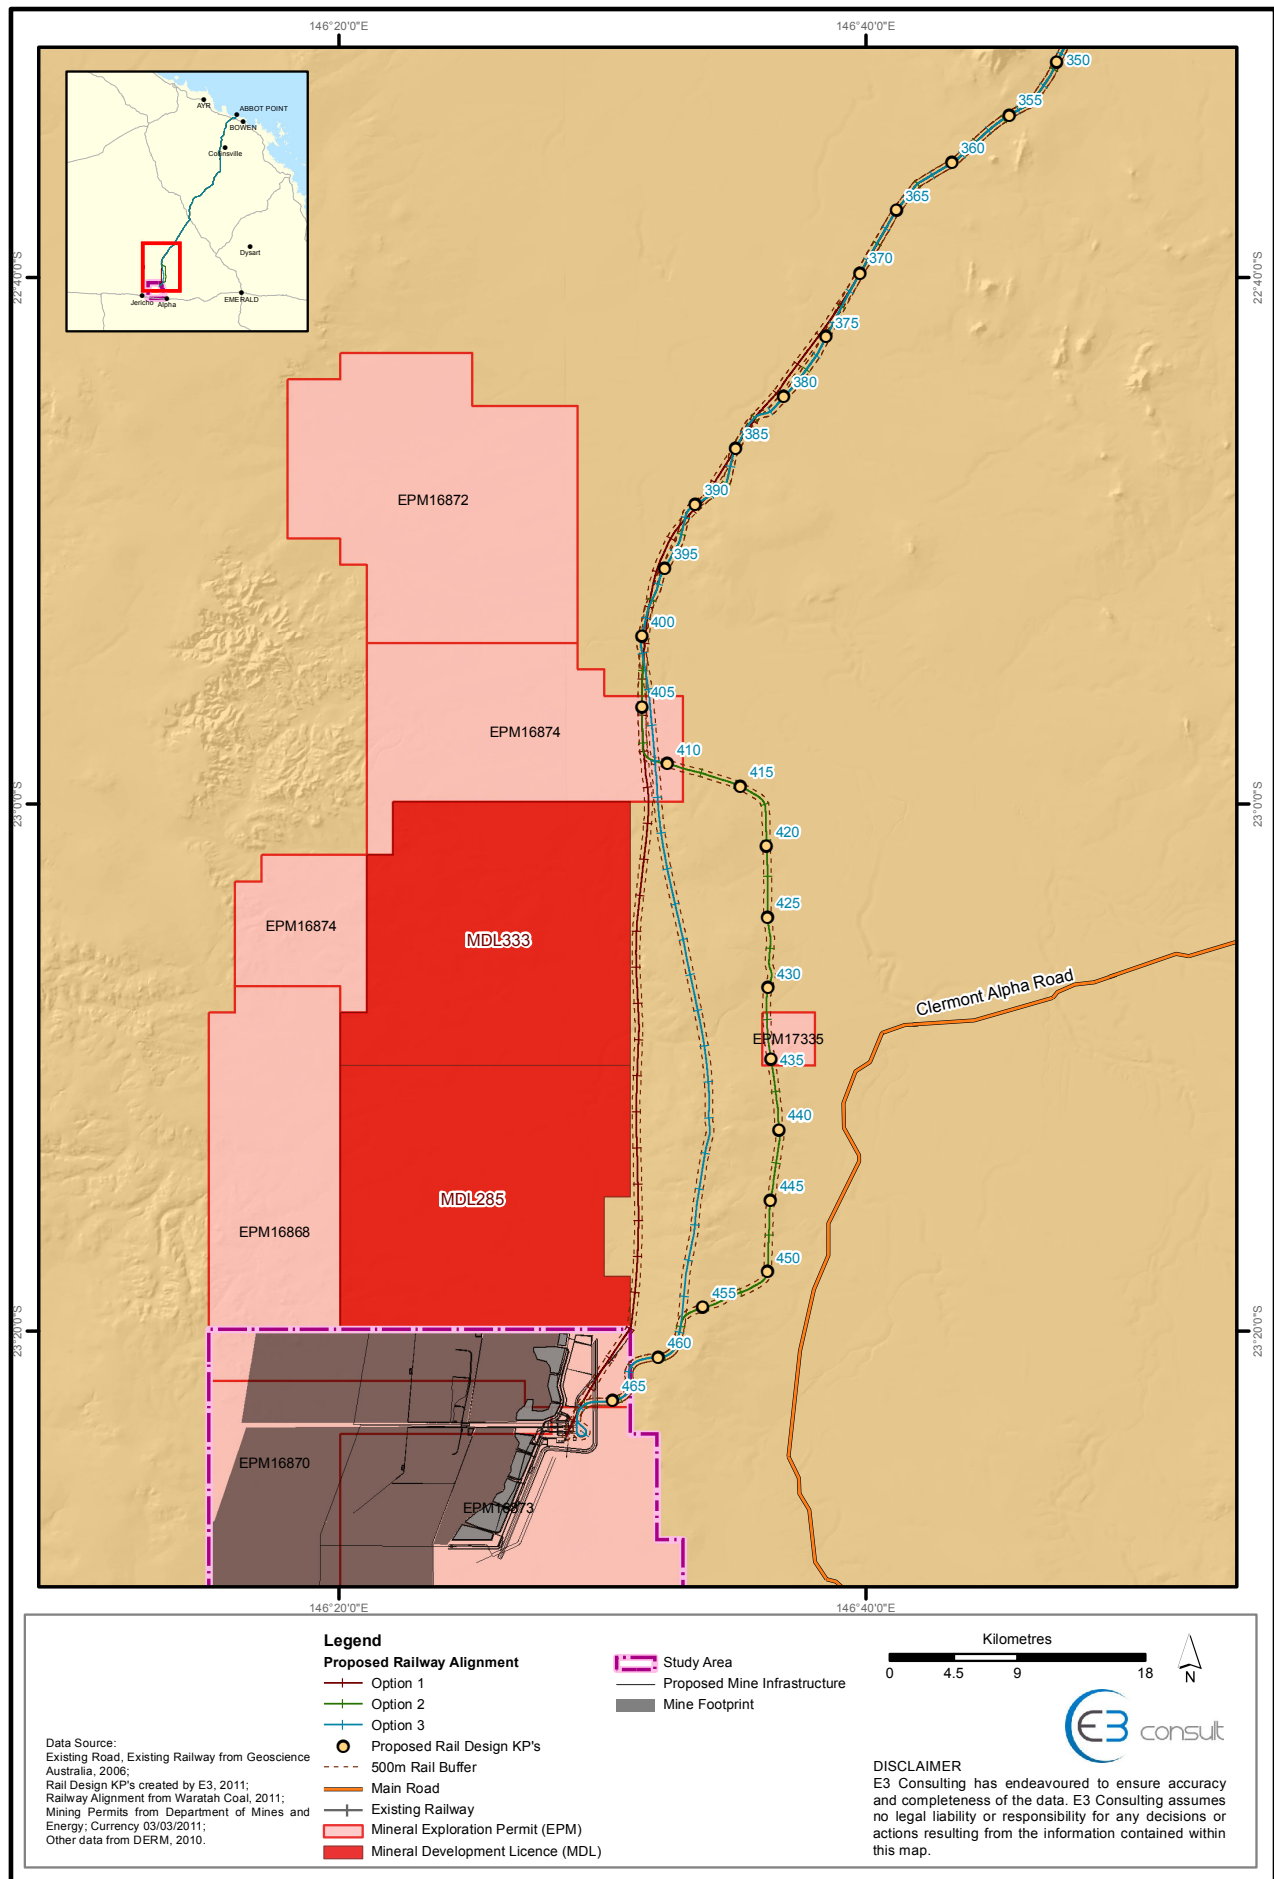 146°20'0"E
146°40'0"E
22°40'0"S
22°40'0"S
23°0'0"S
23°0'0"S
23°20'0"S
23°20'0"S
146°20'0"E
146°40'0"E
AYR
ABBOT POINT
BOWEN
Collinsville
Dysart
EMERALD
Jericho
Alpha
350
355
360
365
370
375
380
385
390
395
400
405
410
415
420
425
430
435
440
445
450
455
460
465
EPM16872
EPM16874
EPM16874
MDL333
EPM17335
Clermont Alpha Road
MDL285
EPM16868
EPM16870
EPM16873
Legend
Proposed Railway Alignment
Option 1
Option 2
Option 3
Proposed Rail Design KP's
500m Rail Buffer
Main Road
Existing Railway
Mineral Exploration Permit (EPM)
Mineral Development Licence (MDL)
Study Area
Proposed Mine Infrastructure
Mine Footprint
Kilometres
0 4.5 9 18
N
E3 consult
Data Source:
Existing Road, Existing Railway from Geoscience
Australia, 2006;
Rail Design KP's created by E3, 2011;
Railway Alignment from Waratah Coal, 2011;
Mining Permits from Department of Mines and
Energy; Currency 03/03/2011;
Other data from DERM, 2010.
DISCLAIMER
E3 Consulting has endeavoured to ensure accuracy
and completeness of the data. E3 Consulting assumes
no legal liability or responsibility for any decisions or
actions resulting from the information contained within
this map.